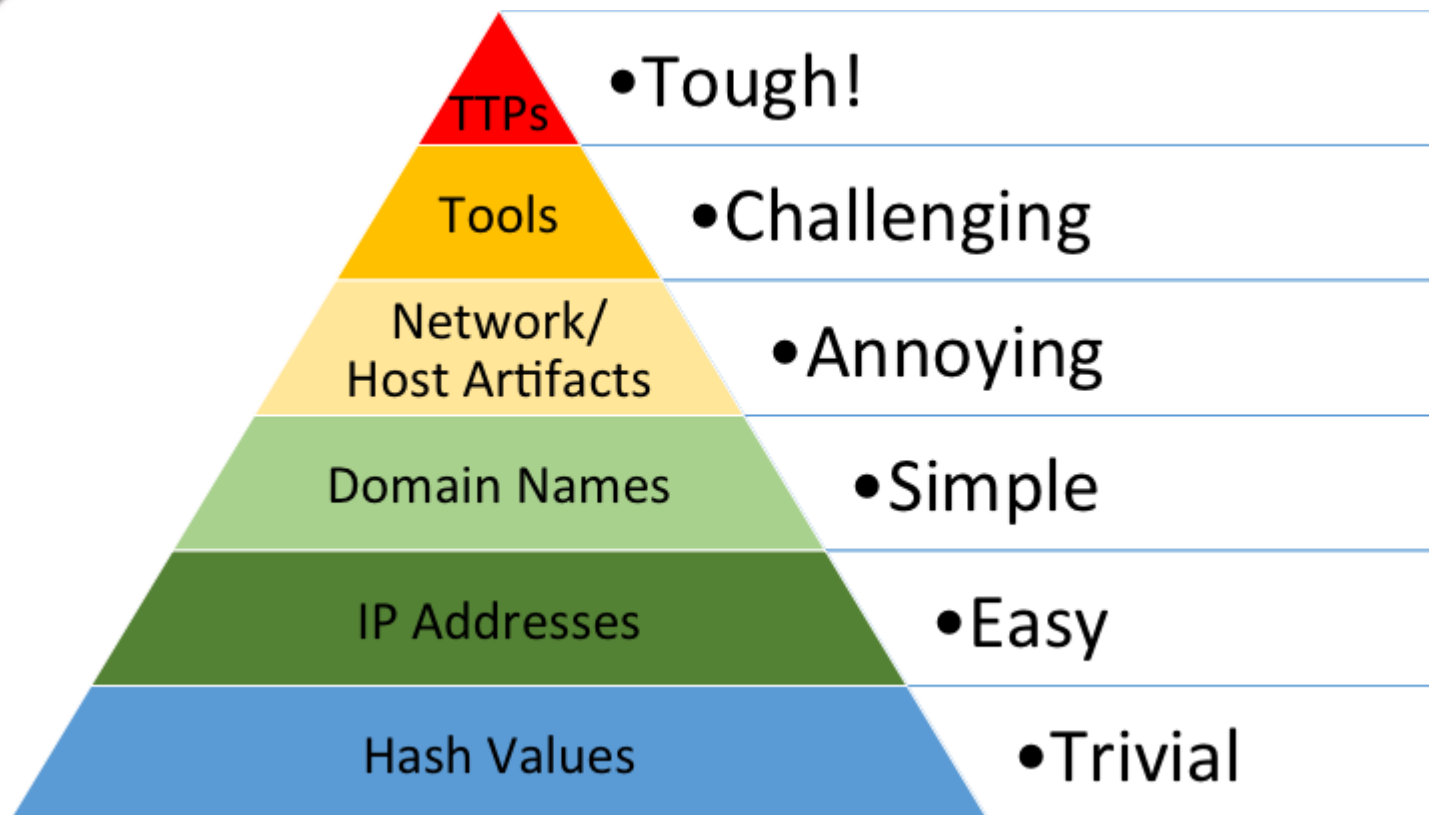 TTPs
•Tough!
Tools
•Challenging
Network/
Host Artifacts
•Annoying
Domain Names
•Simple
IP Addresses
•Easy
Hash Values
•Trivial